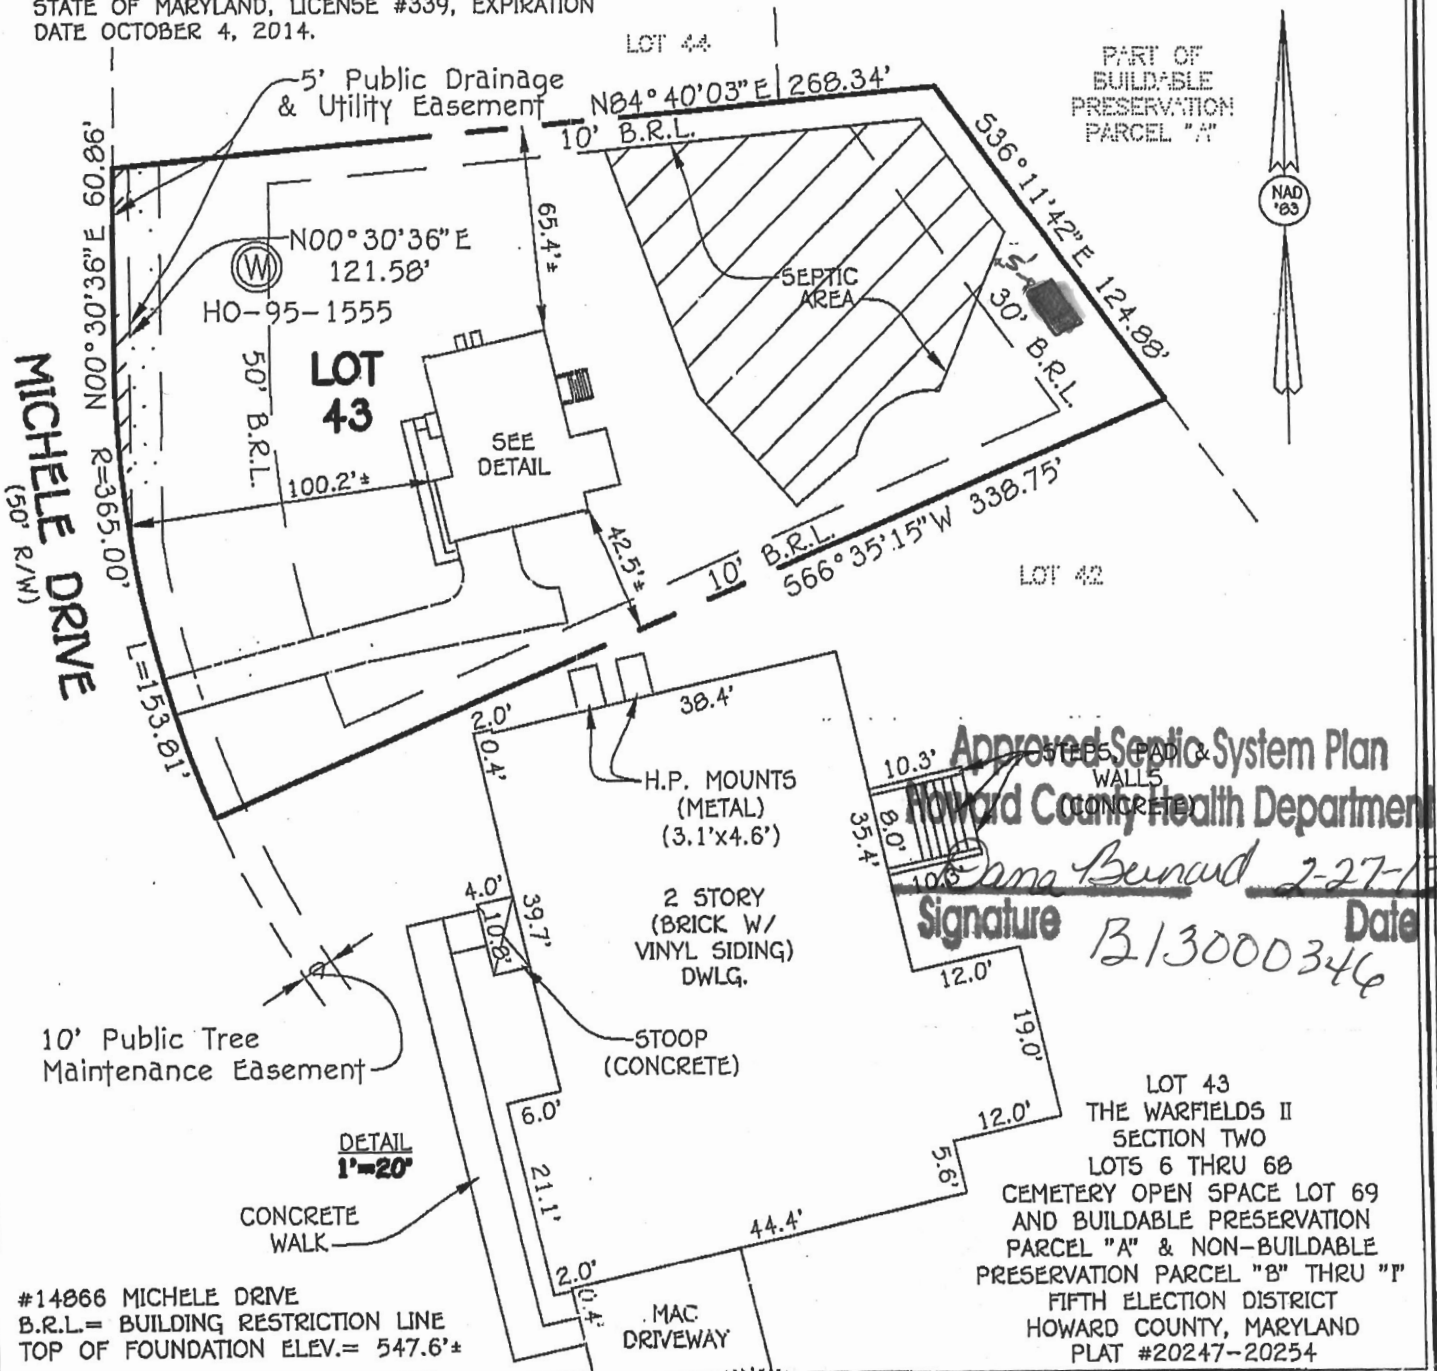 STATE OF MARYLAND, LICENSE #339, EXPIRATION
DATE OCTOBER 4, 2014.
LOT 44
5' Public Drainage
& Utility Easement
N84°40'03"E 268.34'
10' B.R.L.
PART OF
BUILDABLE
PRESERVATION
PARCEL "A"
NAD
'83
S36°11'42"E 124.88'
N00°30'36"E 60.86'
N00°30'36"E
121.58'
W
HO-95-1555
65.4'±
SEPTIC
AREA
5'
30' B.R.L.
LOT
43
50' B.R.L.
SEE
DETAIL
100.2'±
42.5'±
MICHELE DRIVE
(50' R/W)
R=365.00'
L=153.81'
10' B.R.L.
S66°35'15"W 338.75'
LOT 42
2.0'
0.4'
38.4'
H.P. MOUNTS
(METAL)
(3.1'x4.6')
10.3'
STEPS, PAD &
WALLS
(CONCRETE)
8.0'
35.4'
10.3'
Approved Septic System Plan
Howard County Health Department
Dana Bernard 2-27-13
Signature Date
B13000346
4.0'
10.8'
39.7'
2 STORY
(BRICK W/
VINYL SIDING)
DWLG.
12.0'
19.0'
STOOP
(CONCRETE)
10' Public Tree
Maintenance Easement
6.0'
12.0'
5.6'
DETAIL
1'=20'
21.1'
CONCRETE
WALK
44.4'
2.0'
0.4'
MAC
DRIVEWAY
#14866 MICHELE DRIVE
B.R.L.= BUILDING RESTRICTION LINE
TOP OF FOUNDATION ELEV.= 547.6'±
LOT 43
THE WARFIELDS II
SECTION TWO
LOTS 6 THRU 68
CEMETERY OPEN SPACE LOT 69
AND BUILDABLE PRESERVATION
PARCEL "A" & NON-BUILDABLE
PRESERVATION PARCEL "B" THRU "I"
FIFTH ELECTION DISTRICT
HOWARD COUNTY, MARYLAND
PLAT #20247-20254